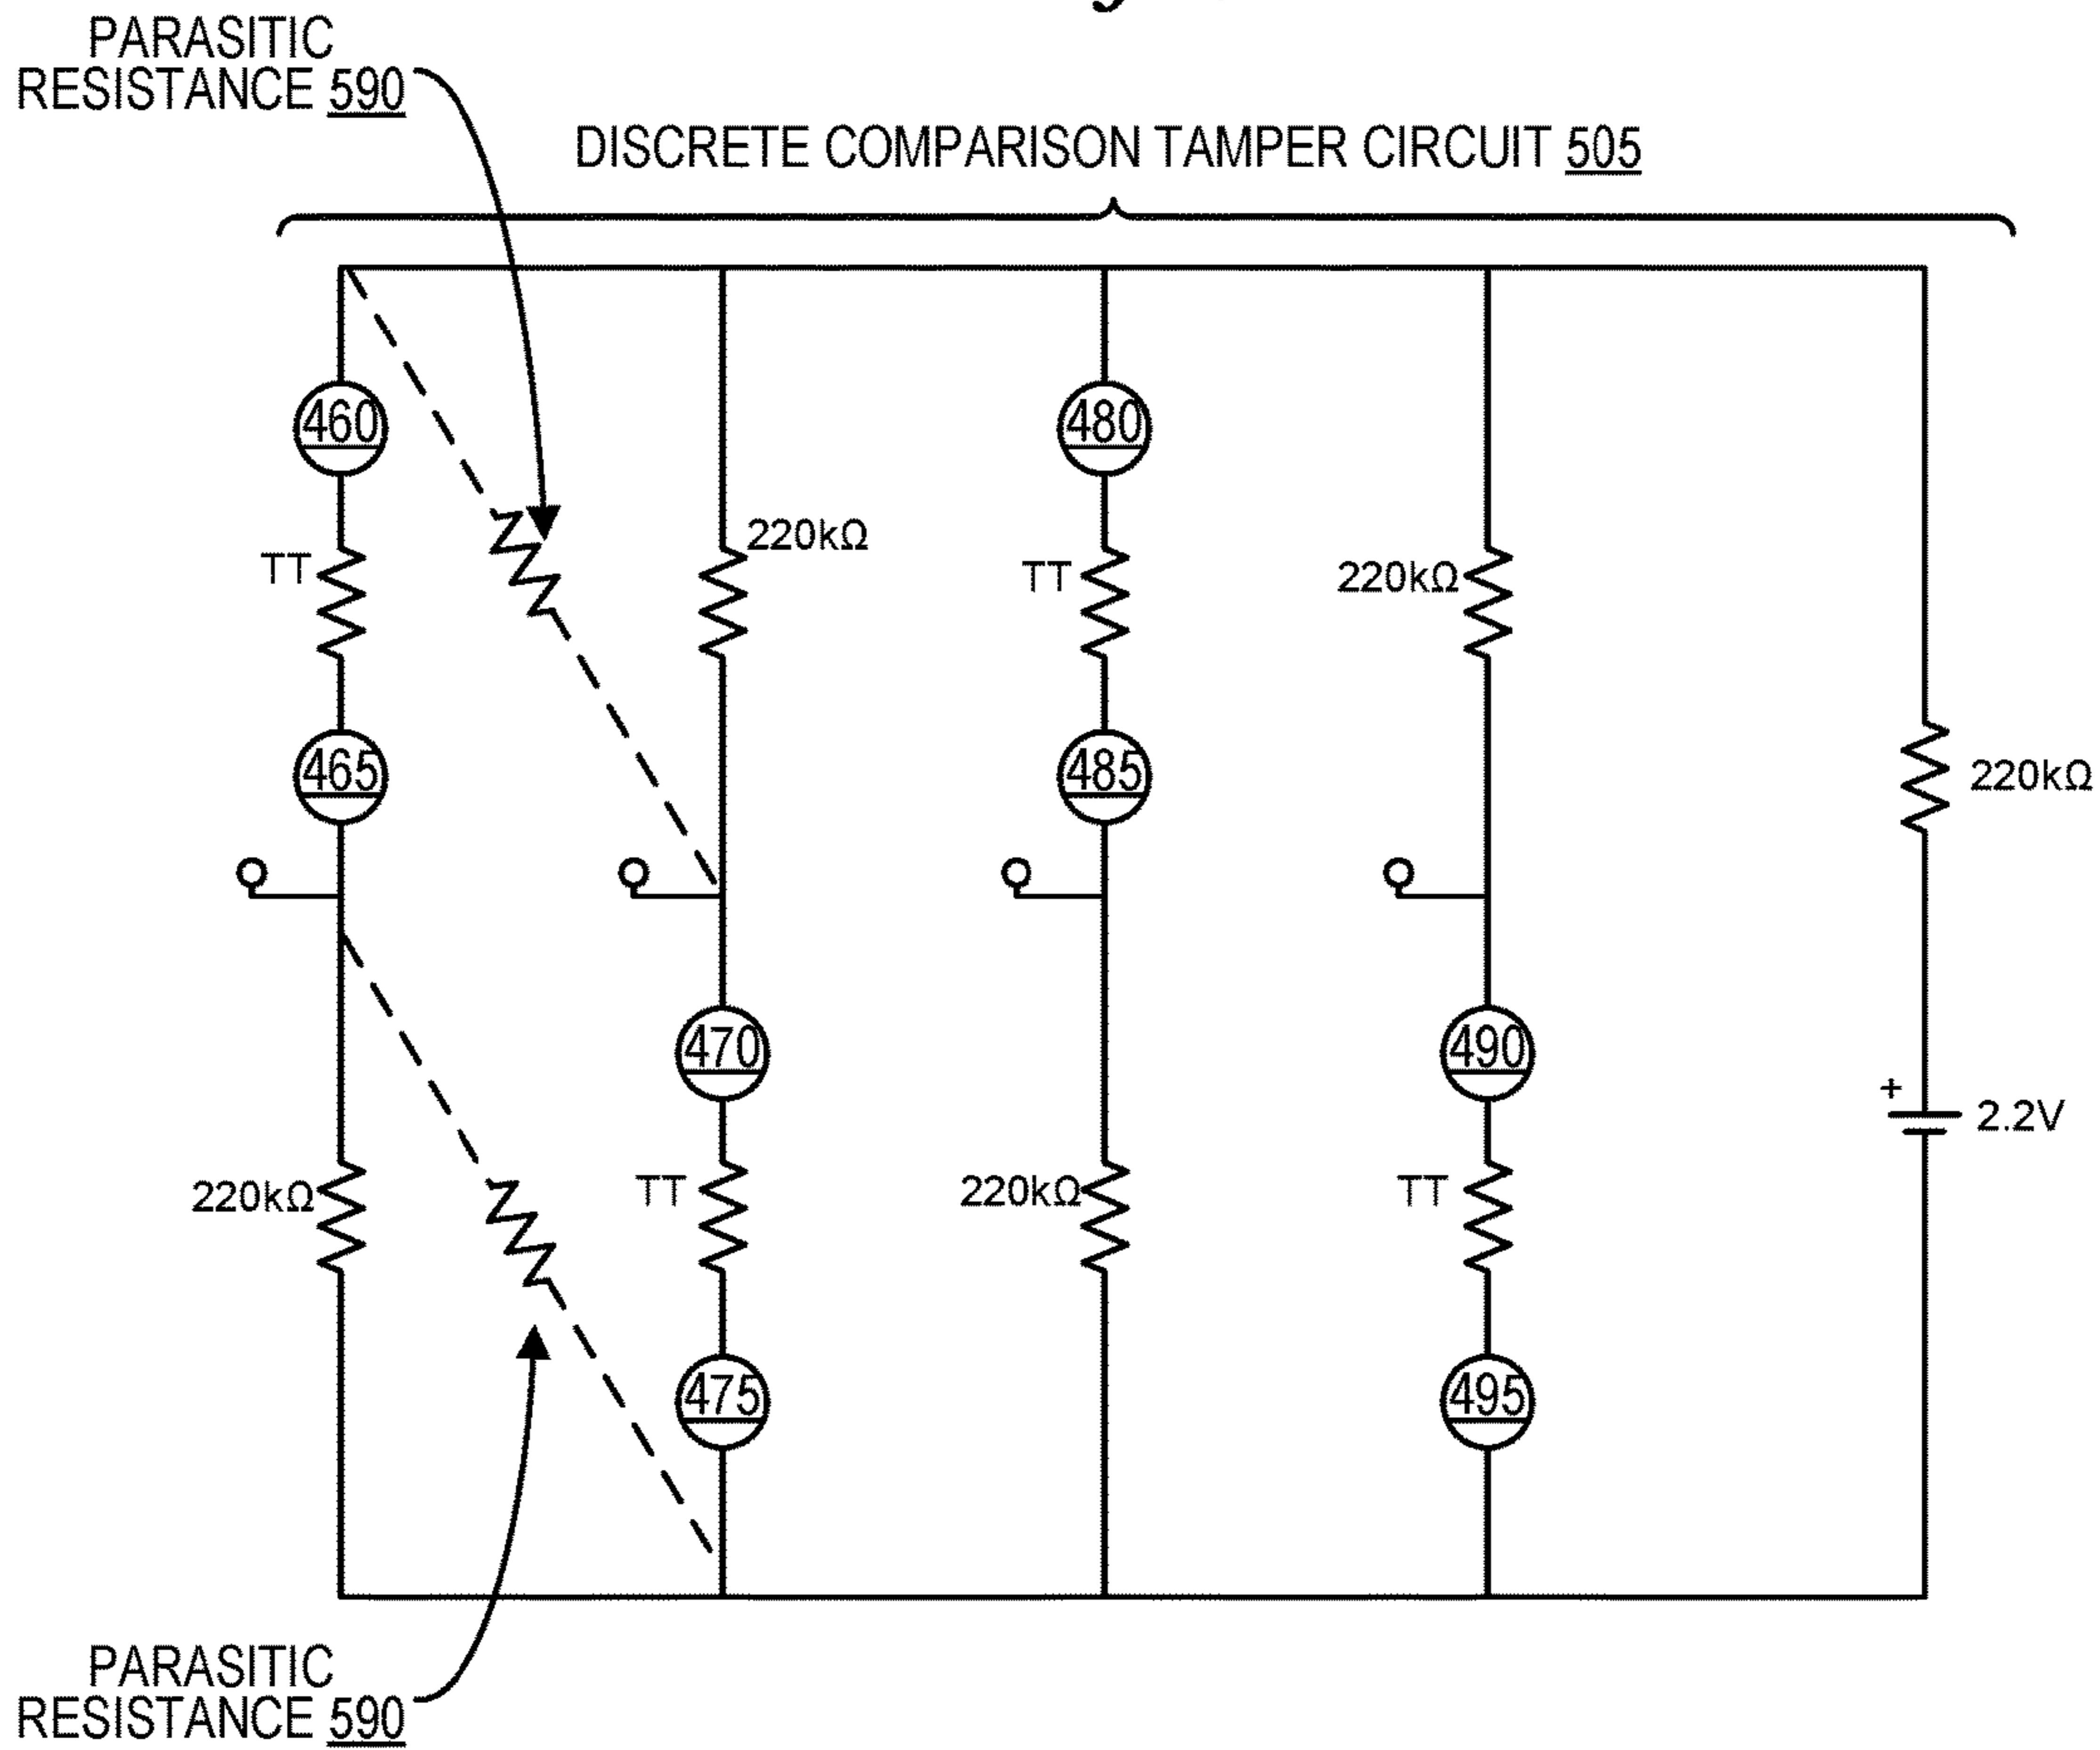 PARASITIC
RESISTANCE 590
DISCRETE COMPARISON TAMPER CIRCUIT 505
460
480
220kΩ
TT
TT
220kΩ
465
485
220kΩ
470
490
+
2.2V
220kΩ
TT
220kΩ
TT
475
495
PARASITIC
RESISTANCE 590